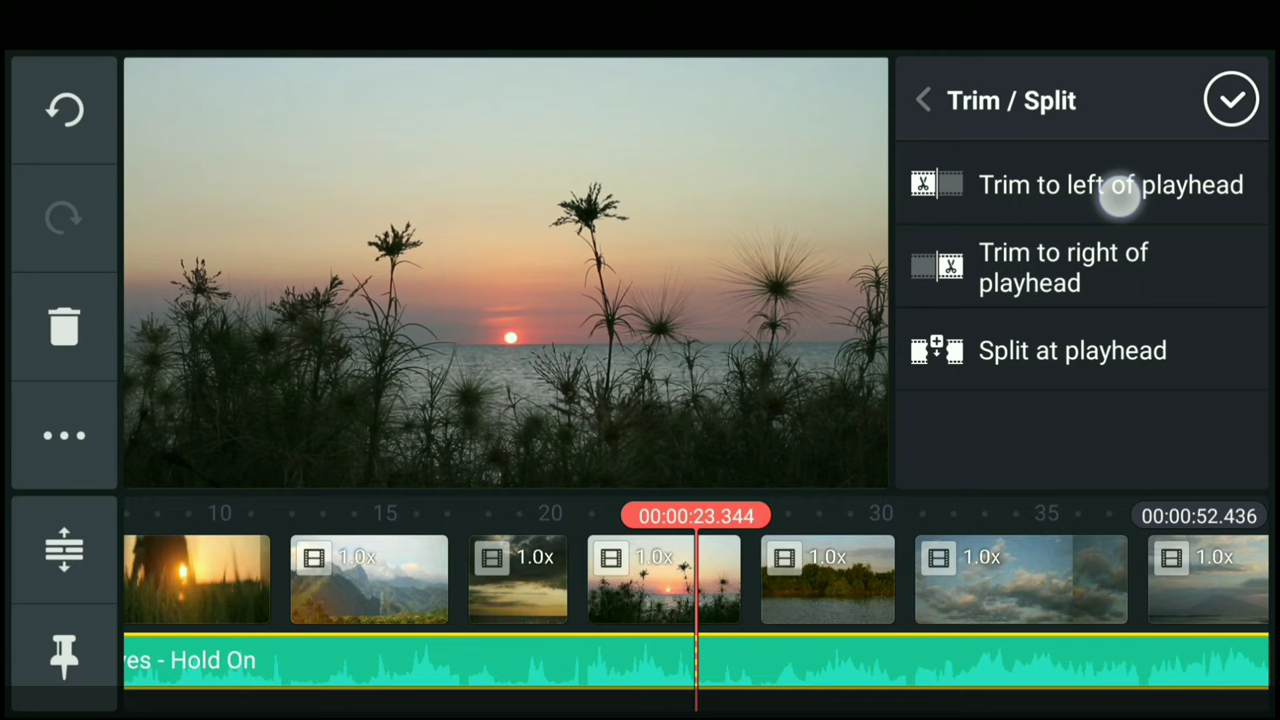 Trim / Split
Trim to left of playhead
Trim to right of
playhead
Split at playhead
10
15
20
00:00:23.344
30
35
00:00:52.436
1.0x
1.0x
1.0x
1.0x
1.0x
1.0x
es - Hold On